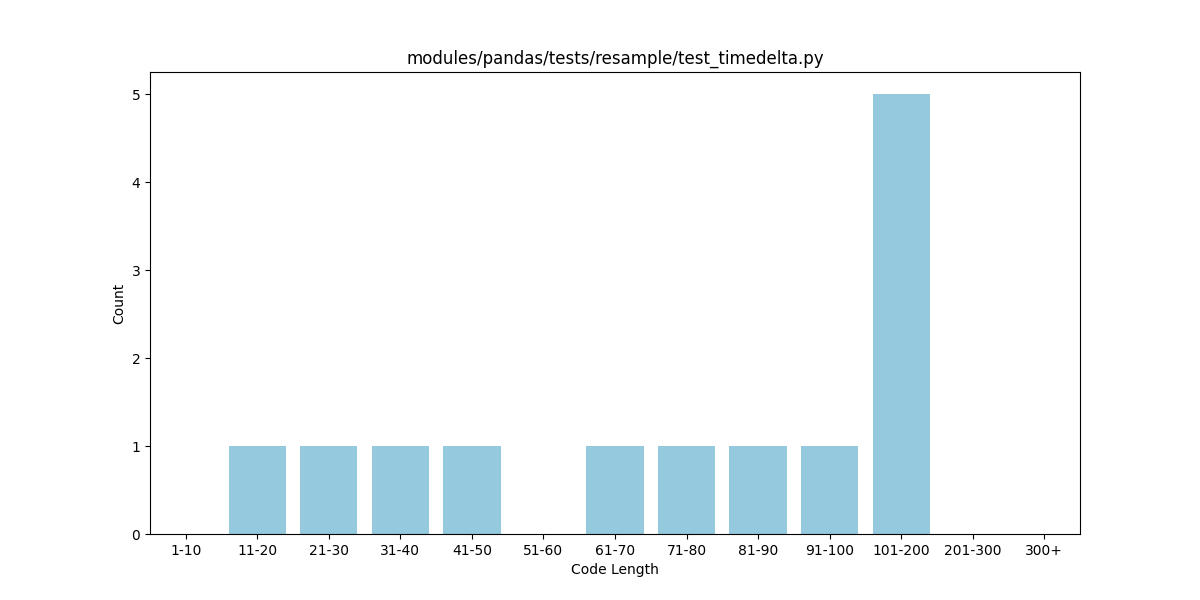 modules/pandas/tests/resample/test_timedelta.py
5
4
3
2
1
0
Count
1-10 11-20 21-30 31-40 41-50 51-60 61-70 71-80 81-90 91-100 101-200 201-300 300+
Code Length